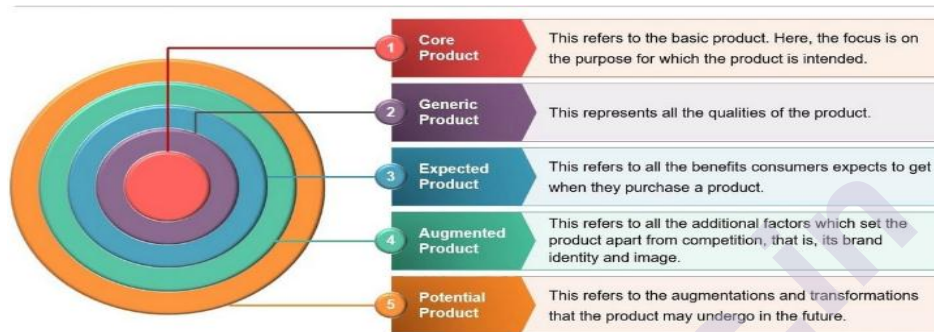 1
Core
Product
This refers to the basic product. Here, the focus is on
the purpose for which the product is intended.
2
Generic
Product
This represents all the qualities of the product.
3
Expected
Product
This refers to all the benefits consumers expects to get
when they purchase a product.
4
Augmented
Product
This refers to all the additional factors which set the
product apart from competition, that is, its brand
identity and image.
5
Potential
Product
This refers to the augmentations and transformations
that the product may undergo in the future.